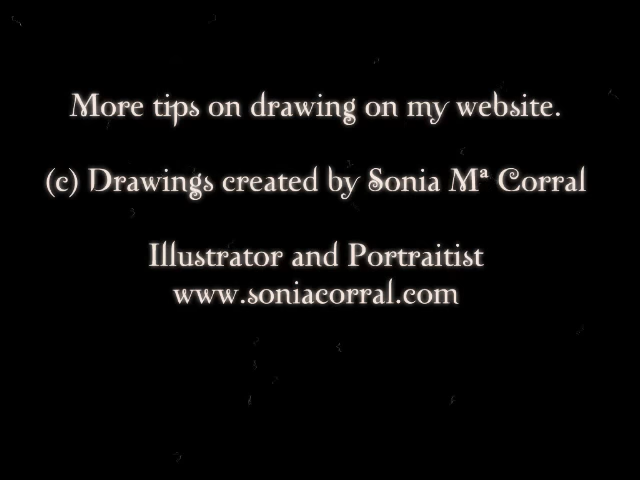 More tips on drawing on my website.
(c) Drawings created by Sonia Mª Corral
Illustrator and Portraitist
www.soniacorral.com